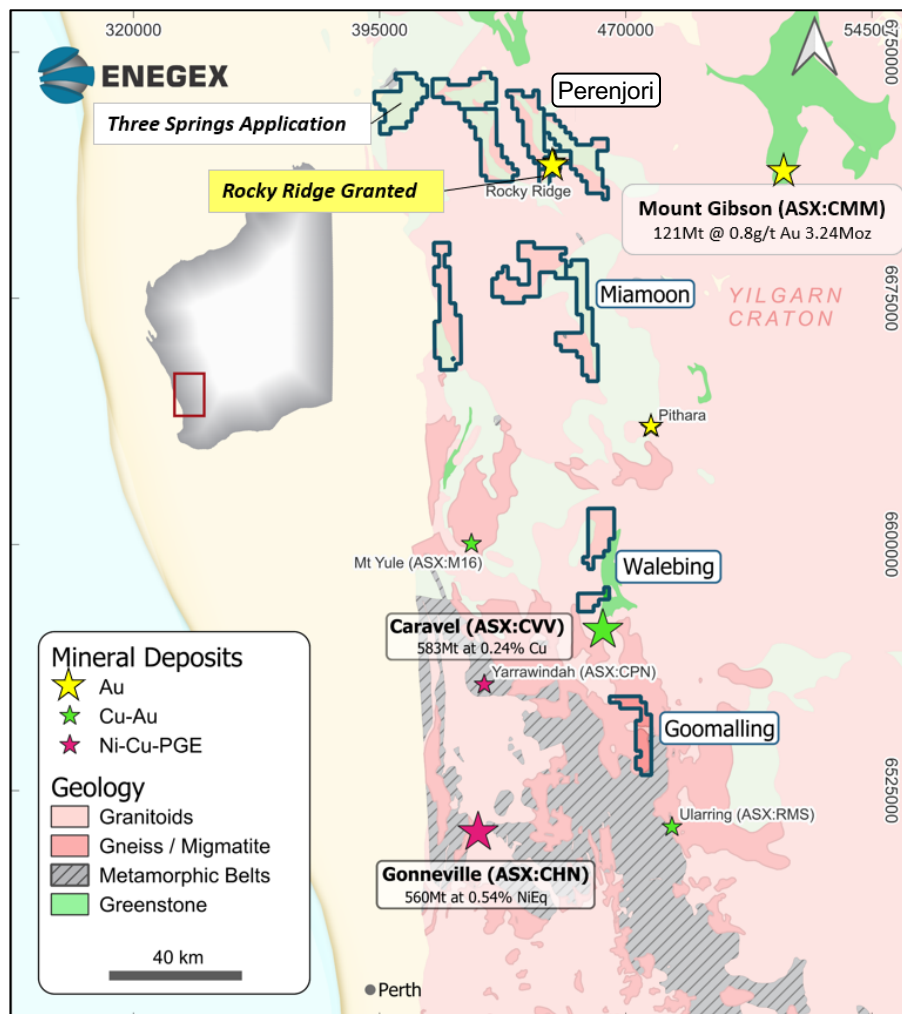 320000
395000
470000
545000
6750000
ENEGEX
Three Springs Application
Perenjori
Rocky Ridge Granted
Rocky Ridge
Mount Gibson (ASX:CMM)
121Mt @ 0.8g/t Au 3.24Moz
Miamoon
YILGARN
CRATON
6675000
Pithara
6600000
Mt Yule (ASX:M16)
Walebing
Caravel (ASX:CVV)
583Mt at 0.24% Cu
Yarrawindah (ASX:CPN)
Goomalling
6525000
Ularring (ASX:RMS)
Gonneville (ASX:CHN)
560Mt at 0.54% NiEq
Perth
Mineral Deposits
Au
Cu-Au
Ni-Cu-PGE
Geology
Granitoids
Gneiss / Migmatite
Metamorphic Belts
Greenstone
40 km